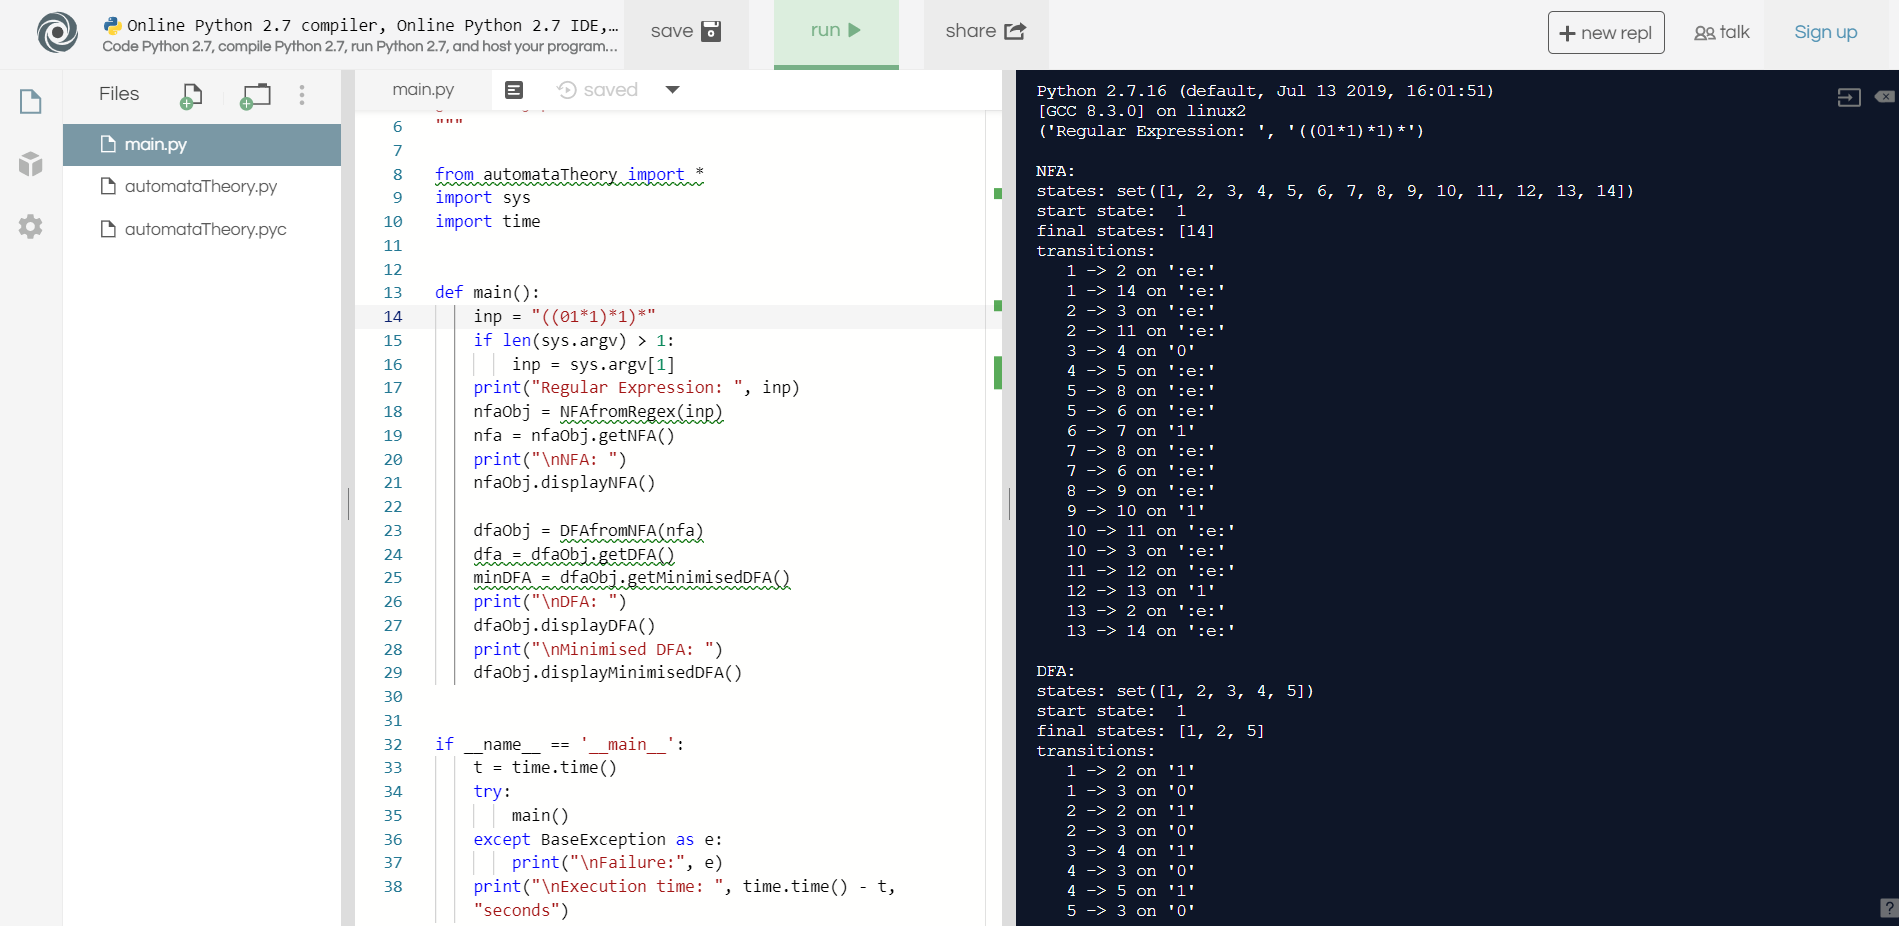 Online Python 2.7 compiler, Online Python 2.7 IDE,...
Code Python 2.7, compile Python 2.7, run Python 2.7, and host your program...
save
run
share
+ new repl
talk
Sign up
Files
main.py
automataTheory.py
automataTheory.pyc
main.py
saved
6 """
7
8 from automataTheory import *
9 import sys
10 import time
11
12
13 def main():
14 inp = "((01*1)*1)*"
15 if len(sys.argv) > 1:
16 inp = sys.argv[1]
17 print("Regular Expression: ", inp)
18 nfaObj = NFAfromRegex(inp)
19 nfa = nfaObj.getNFA()
20 print("\nNFA: ")
21 nfaObj.displayNFA()
22
23 dfaObj = DFAfromNFA(nfa)
24 dfa = dfaObj.getDFA()
25 minDFA = dfaObj.getMinimisedDFA()
26 print("\nDFA: ")
27 dfaObj.displayDFA()
28 print("\nMinimised DFA: ")
29 dfaObj.displayMinimisedDFA()
30
31
32 if __name__ == '__main__':
33 t = time.time()
34 try:
35 main()
36 except BaseException as e:
37 print("\nFailure:", e)
38 print("\nExecution time: ", time.time() - t,
"seconds")
Python 2.7.16 (default, Jul 13 2019, 16:01:51)
[GCC 8.3.0] on linux2
('Regular Expression: ', '((01*1)*1)*')
NFA:
states: set([1, 2, 3, 4, 5, 6, 7, 8, 9, 10, 11, 12, 13, 14])
start state:  1
final states: [14]
transitions:
1 -> 2 on ':e:'
1 -> 14 on ':e:'
2 -> 3 on ':e:'
2 -> 11 on ':e:'
3 -> 4 on '0'
4 -> 5 on ':e:'
5 -> 8 on ':e:'
5 -> 6 on ':e:'
6 -> 7 on '1'
7 -> 8 on ':e:'
7 -> 6 on ':e:'
8 -> 9 on ':e:'
9 -> 10 on '1'
10 -> 11 on ':e:'
10 -> 3 on ':e:'
11 -> 12 on ':e:'
12 -> 13 on '1'
13 -> 2 on ':e:'
13 -> 14 on ':e:'
DFA:
states: set([1, 2, 3, 4, 5])
start state:  1
final states: [1, 2, 5]
transitions:
1 -> 2 on '1'
1 -> 3 on '0'
2 -> 2 on '1'
2 -> 3 on '0'
3 -> 4 on '1'
4 -> 3 on '0'
4 -> 5 on '1'
5 -> 3 on '0'
?